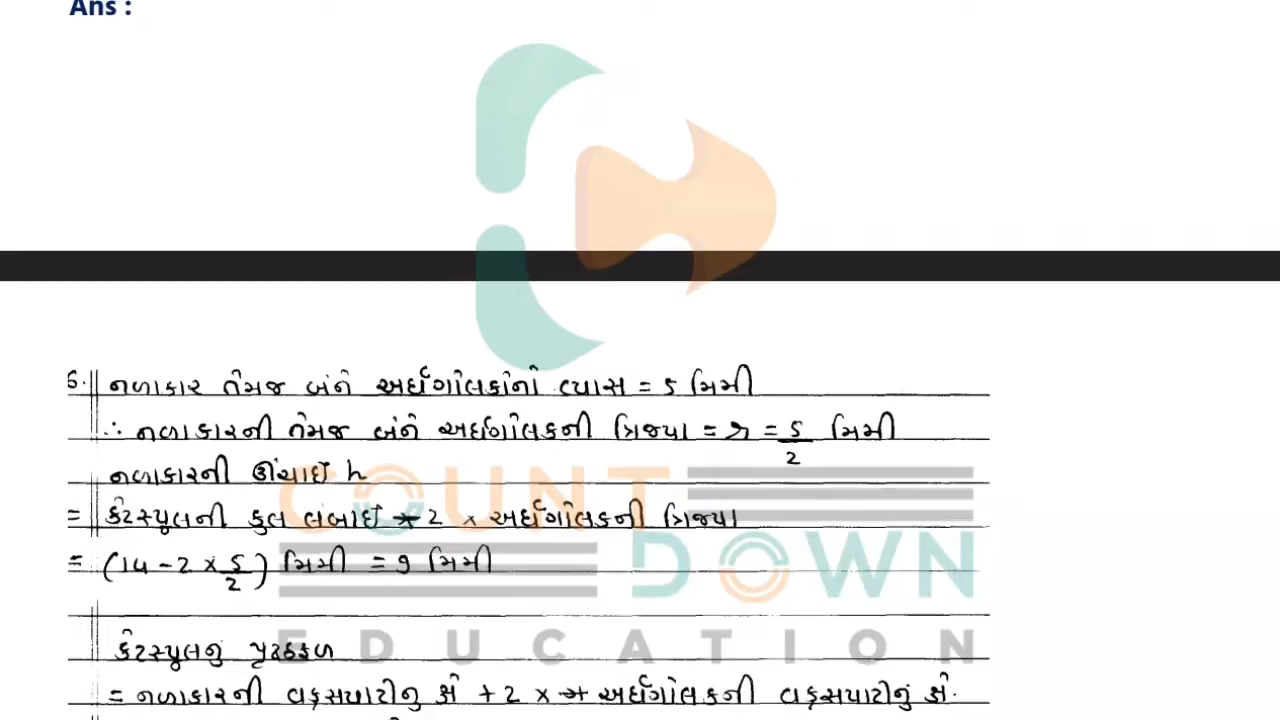 Ans :
6. નળાકાર તેમજ બંને અર્ધગોલકોનો વ્યાસ = 5 મિમી
∴ નળાકારની તેમજ બંને અર્ધગોલકની ત્રિજ્યા = r = 5/2 મિમી
નળાકારની ઊંચાઈ h
= કેપ્સ્યુલની કુલ લંબાઈ - 2 × અર્ધગોલકની ત્રિજ્યા
= (14 - 2 × 5/2) મિમી = 9 મિમી
કેપ્સ્યુલનું પૃષ્ઠફળ
= નળાકારની વક્રસપાટીનું ક્ષે + 2 × અર્ધગોલકની વક્રસપાટીનું ક્ષે.
COUNT
DOWN
EDUCATION